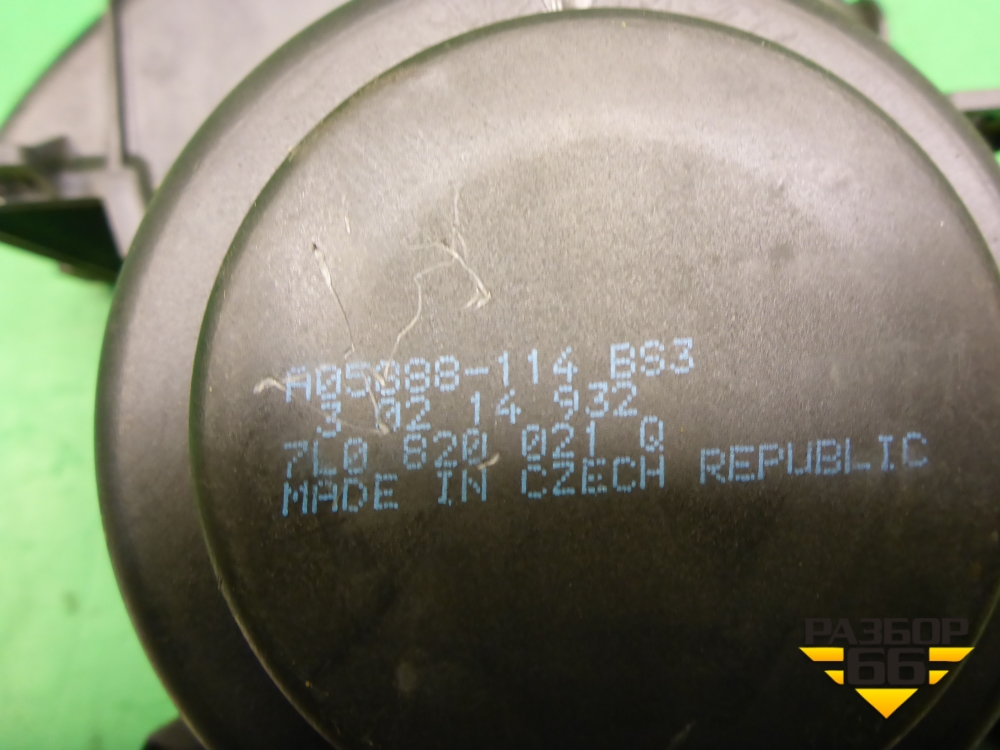 A05888-114 BS3
3 02 14 932
7L0 820 021 Q
MADE IN CZECH REPUBLIC
РАЗБОР
66